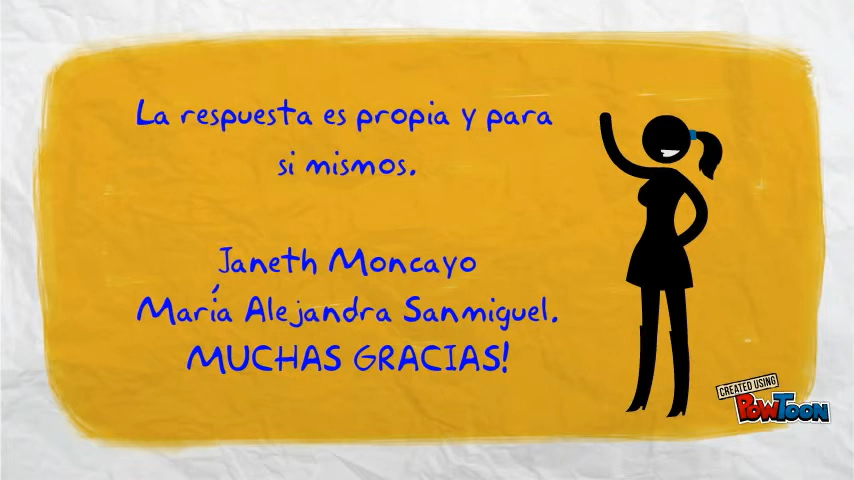 La respuesta es propia y para
si mismos.
Janeth Moncayo
María Alejandra Sanmiguel.
MUCHAS GRACIAS!
CREATED USING
POWTOON